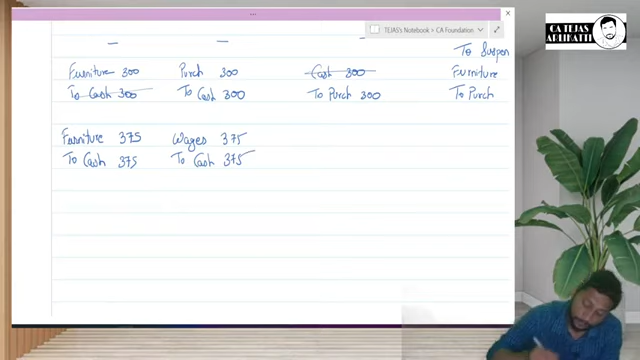 TEJAS's Notebook > CA Foundation
CA TEJAS
ARUKATTI
To Suspen
Furniture 300 Purch 300 Cash 300 Furniture
To Cash 300 To Cash 300 To Purch 300 To Purch
Furniture 375 Wages 375
To Cash 375 To Cash 375